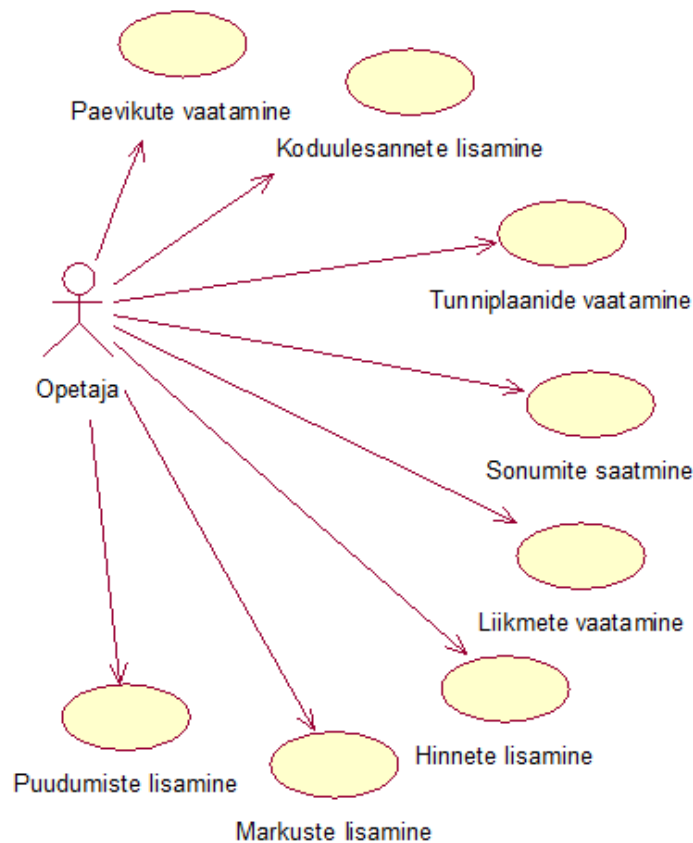 Paevikute vaatamine
Koduulesannete lisamine
Tunniplaanide vaatamine
Opetaja
Sonumite saatmine
Liikmete vaatamine
Hinnete lisamine
Puudumiste lisamine
Markuste lisamine